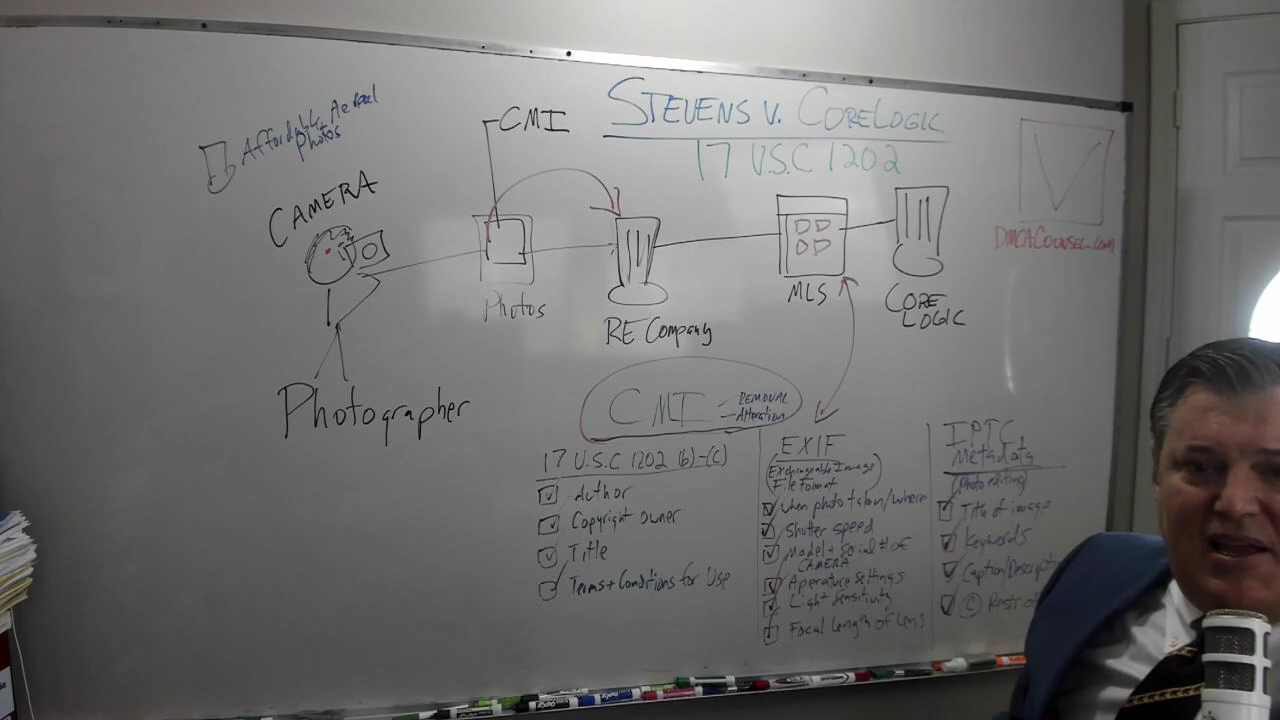 Affordable Aerial
Photos
CAMERA
CMI
STEVENS V. CORELOGIC
17 U.S.C 1202
DMCACOUNSEL.COM
Photos
RE Company
MLS
CORE
LOGIC
Photographer
CMI
- REMOVAL
- Alteration
17 U.S.C 1202 (b)-(c)
Author
Copyright owner
Title
Terms + Conditions for Use
EXIF
(Exchangeable Image
File Format)
when photo taken/where
Shutter speed
Model + Serial # of
CAMERA
Aperature settings
Light Sensitivity
Focal Length of Lens
IPTC
Metadata
(Photo editing)
Title of image
Keywords
Caption/Descripti
©